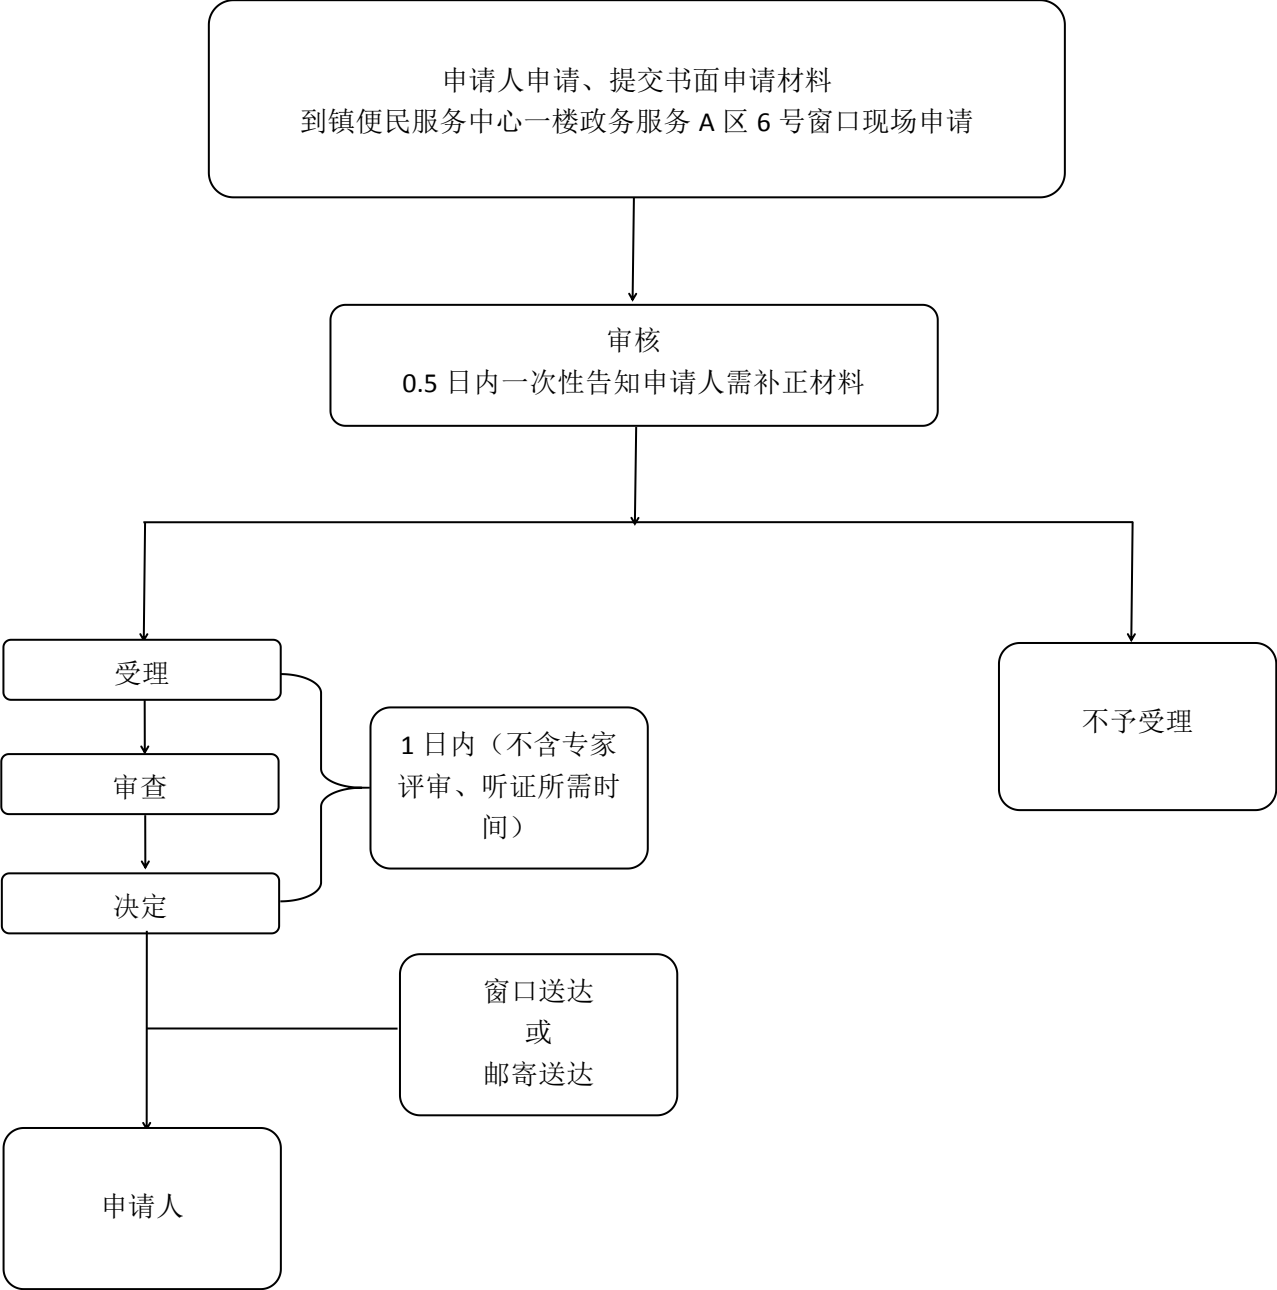 申请人申请、提交书面申请材料
到镇便民服务中心一楼政务服务 A 区 6 号窗口现场申请
审核
0.5 日内一次性告知申请人需补正材料
受理
审查
决定
1 日内（不含专家
评审、听证所需时
间）
不予受理
窗口送达
或
邮寄送达
申请人